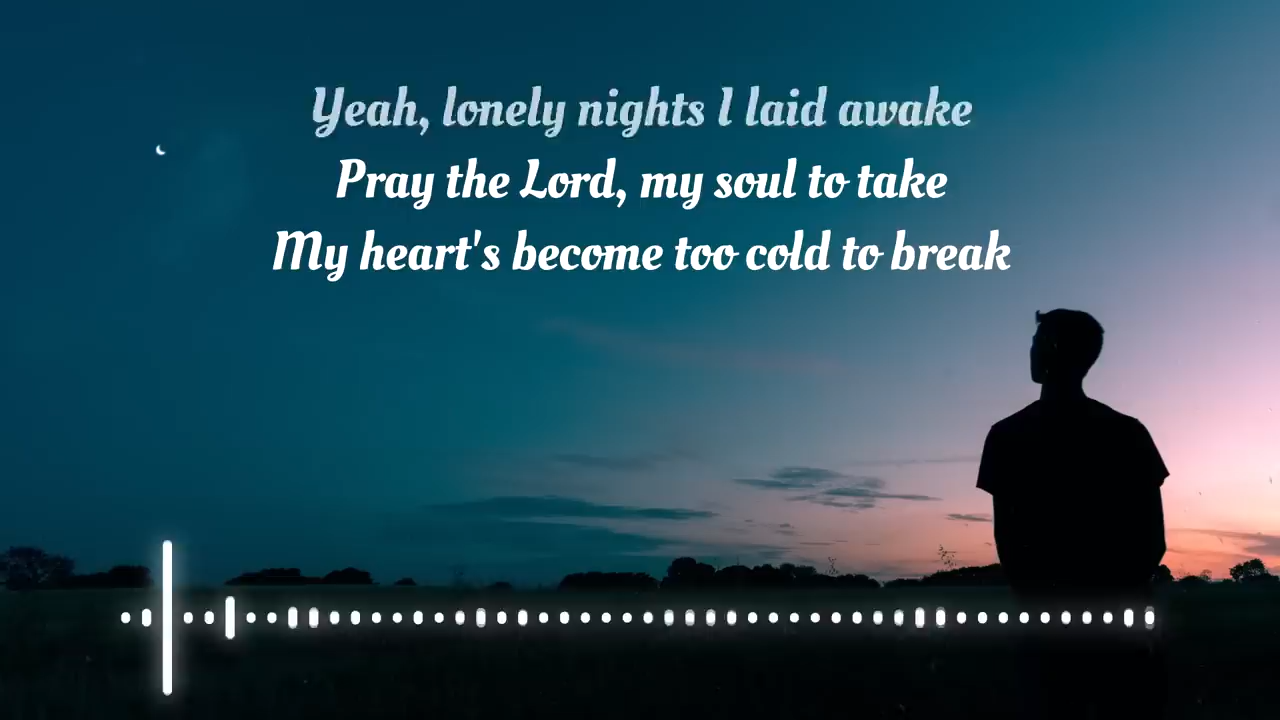 Yeah, lonely nights I laid awake
Pray the Lord, my soul to take
My heart's become too cold to break